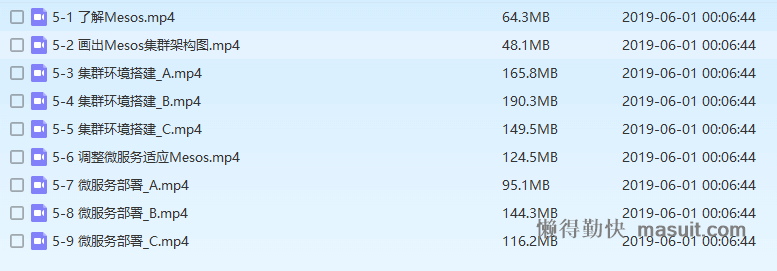 5-1 了解Mesos.mp4 64.3MB 2019-06-01 00:06:44
5-2 画出Mesos集群架构图.mp4 48.1MB 2019-06-01 00:06:44
5-3 集群环境搭建_A.mp4 165.8MB 2019-06-01 00:06:44
5-4 集群环境搭建_B.mp4 190.3MB 2019-06-01 00:06:44
5-5 集群环境搭建_C.mp4 149.5MB 2019-06-01 00:06:44
5-6 调整微服务适应Mesos.mp4 124.5MB 2019-06-01 00:06:44
5-7 微服务部署_A.mp4 95.1MB 2019-06-01 00:06:44
5-8 微服务部署_B.mp4 144.3MB 2019-06-01 00:06:44
懒得勤快 masuit.com
5-9 微服务部署_C.mp4 116.2MB 2019-06-01 00:06:44